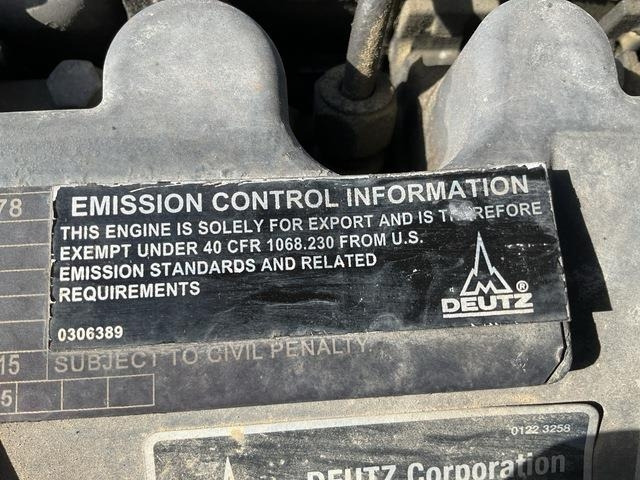 78
EMISSION CONTROL INFORMATION
THIS ENGINE IS SOLELY FOR EXPORT AND IS THEREFORE
EXEMPT UNDER 40 CFR 1068.230 FROM U.S.
EMISSION STANDARDS AND RELATED
REQUIREMENTS
DEUTZ®
0306389
15 SUBJECT TO CIVIL PENALTY.
5
0122 3258
DEUTZ Corporation